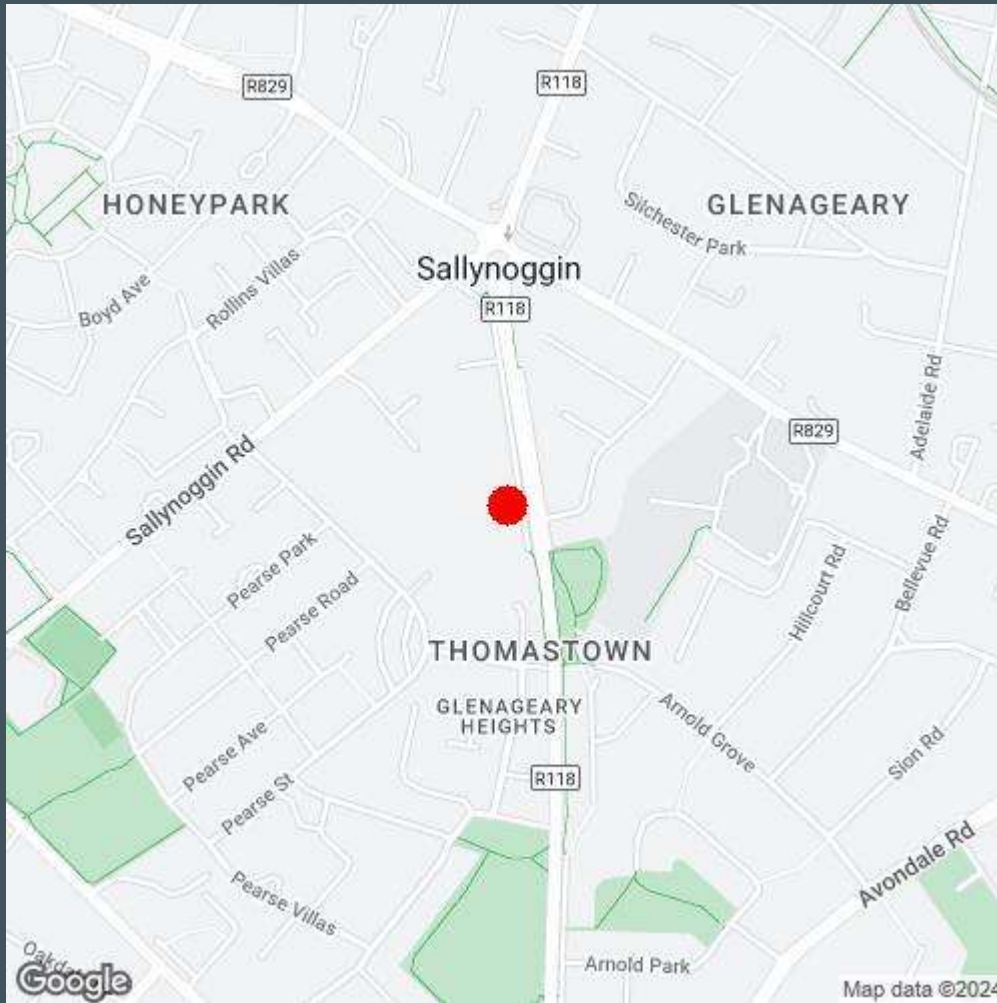 R829
R118
HONEYPARK
GLENAGEARY
Silchester Park
Sallynoggin
Rollins Villas
Boyd Ave
R118
Adelaide Rd
R829
Sallynoggin Rd
Pearse Park
Pearse Road
Bellevue Rd
Hillcourt Rd
THOMASTOWN
GLENAGEARY
HEIGHTS
Arnold Grove
Sion Rd
Pearse Ave
R118
Pearse St
Avondale Rd
Pearse Villas
Arnold Park
Google
Map data ©2024